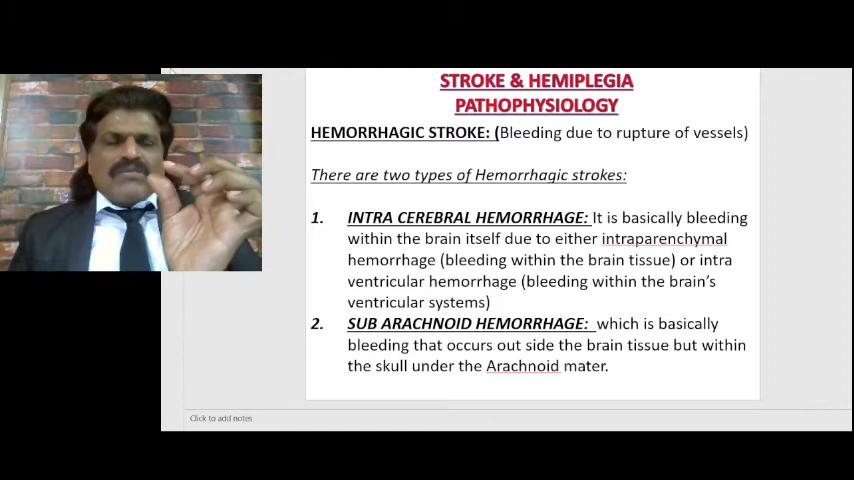 STROKE & HEMIPLEGIA
PATHOPHYSIOLOGY
HEMORRHAGIC STROKE: (Bleeding due to rupture of vessels)
There are two types of Hemorrhagic strokes:
1. INTRA CEREBRAL HEMORRHAGE: It is basically bleeding
within the brain itself due to either intraparenchymal
hemorrhage (bleeding within the brain tissue) or intra
ventricular hemorrhage (bleeding within the brain's
ventricular systems)
2. SUB ARACHNOID HEMORRHAGE: which is basically
bleeding that occurs out side the brain tissue but within
the skull under the Arachnoid mater.
Click to add notes